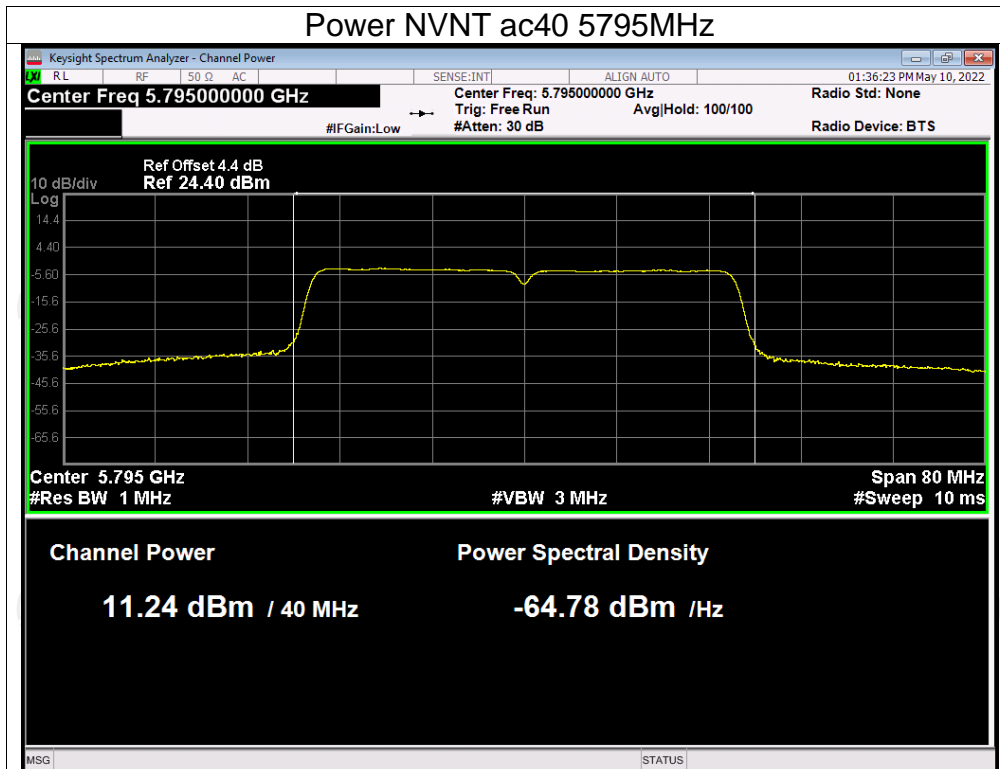 Power NVNT ac40 5795MHz
Keysight Spectrum Analyzer - Channel Power
LXI RL RF 50 Ω AC SENSE:INT ALIGN AUTO 01:36:23 PM May 10, 2022
Center Freq 5.795000000 GHz
Center Freq: 5.795000000 GHz Radio Std: None
Trig: Free Run Avg|Hold: 100/100
#IFGain:Low #Atten: 30 dB Radio Device: BTS
Ref Offset 4.4 dB
10 dB/div Ref 24.40 dBm
Log
14.4
4.40
-5.60
-15.6
-25.6
-35.6
-45.6
-55.6
-65.6
Center 5.795 GHz Span 80 MHz
#Res BW 1 MHz #VBW 3 MHz #Sweep 10 ms
Channel Power Power Spectral Density
11.24 dBm / 40 MHz -64.78 dBm /Hz
MSG STATUS